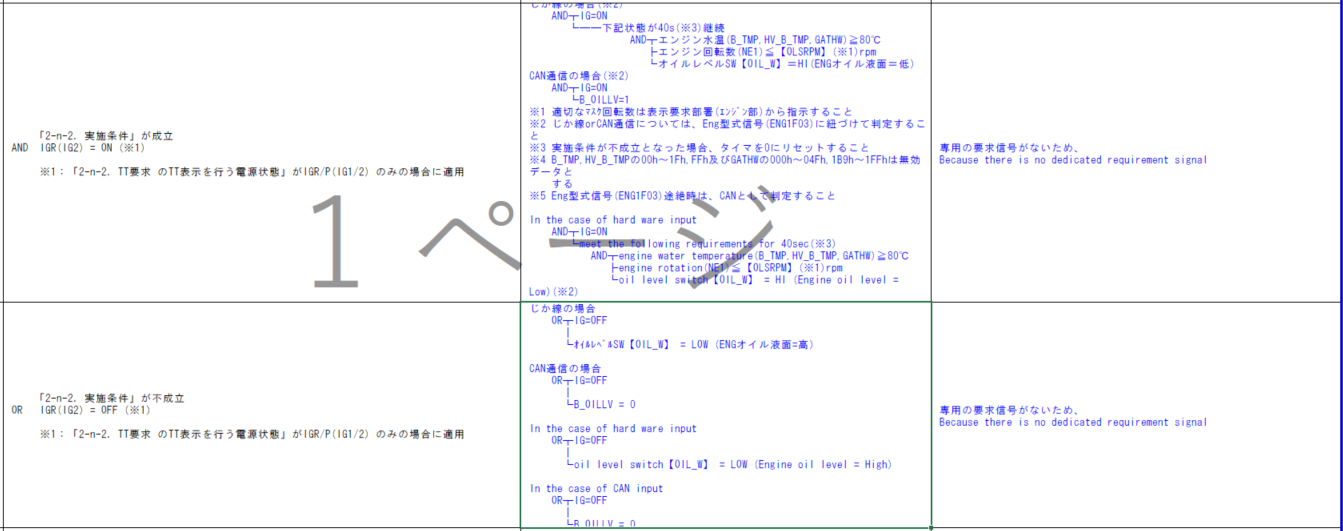 じか線の場合(※2)
AND┬IG=ON
└──下記状態が40s(※3)継続
AND┬エンジン水温(B_TMP,HV_B_TMP,GATHW)≧80℃
├エンジン回転数(NE1)≦【OLSRPM】(※1)rpm
└オイルレベルSW【OIL_W】＝HI(ENGオイル液面＝低)
CAN通信の場合(※2)
AND┬IG=ON
└B_OILLV=1
※1 適切なﾏｽｸ回転数は表示要求部署(ｴﾝｼﾞﾝ部)から指示すること
※2 じか線orCAN通信については、Eng型式信号(ENG1F03)に紐づけて判定するこ
と
※3 実施条件が不成立となった場合、タイマを0にリセットすること
※4 B_TMP,HV_B_TMPの00h～1Fh,FFh及びGATHWの000h～04Fh,1B9h～1FFhは無効
データと
する
※5 Eng型式信号(ENG1F03)途絶時は、CANとして判定すること
In the case of hard ware input
AND┬IG=ON
└meet the following requirements for 40sec(※3)
AND┬engine water temperature(B_TMP,HV_B_TMP,GATHW)≧80℃
├engine rotation(NE1)≦【OLSRPM】(※1)rpm
└oil level switch【OIL_W】 = HI (Engine oil level =
Low)(※2)
「2-n-2. 実施条件」が成立
AND IGR(IG2) = ON (※1)
※1：「2-n-2. TT要求 のTT表示を行う電源状態」がIGR/P(IG1/2) のみの場合に適用
専用の要求信号がないため、
Because there is no dedicated requirement signal
1 ページ
「2-n-2. 実施条件」が不成立
OR IGR(IG2) = OFF (※1)
※1：「2-n-2. TT要求 のTT表示を行う電源状態」がIGR/P(IG1/2) のみの場合に適用
じか線の場合
OR┬IG=OFF
│
└ｵｲﾙﾚﾍﾞﾙSW【OIL_W】 = LOW (ENGオイル液面=高)
CAN通信の場合
OR┬IG=OFF
│
└B_OILLV = 0
In the case of hard ware input
OR┬IG=OFF
│
└oil level switch【OIL_W】 = LOW (Engine oil level = High)
In the case of CAN input
OR┬IG=OFF
│
└B_OILLV = 0
専用の要求信号がないため、
Because there is no dedicated requirement signal